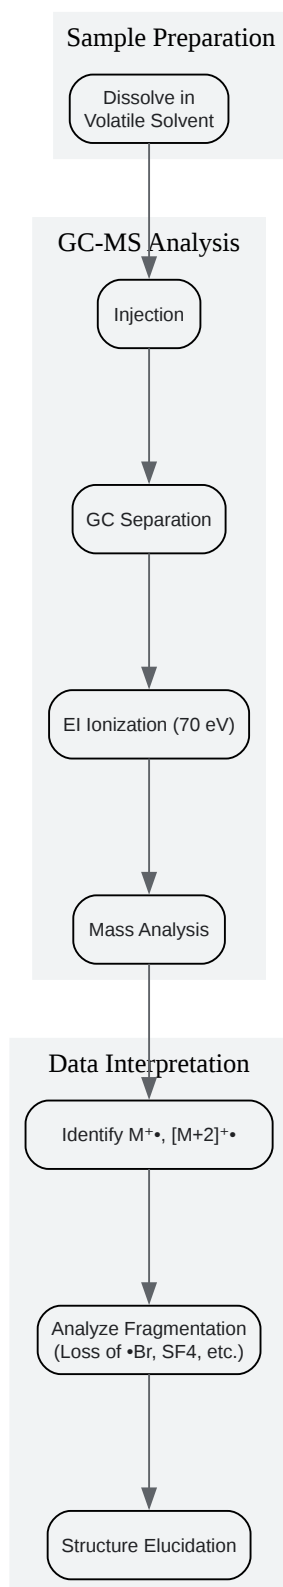 Sample Preparation
Dissolve in
Volatile Solvent
GC-MS Analysis
Injection
GC Separation
EI Ionization (70 eV)
Mass Analysis
Data Interpretation
Identify M⁺•, [M+2]⁺•
Analyze Fragmentation
(Loss of •Br, SF4, etc.)
Structure Elucidation